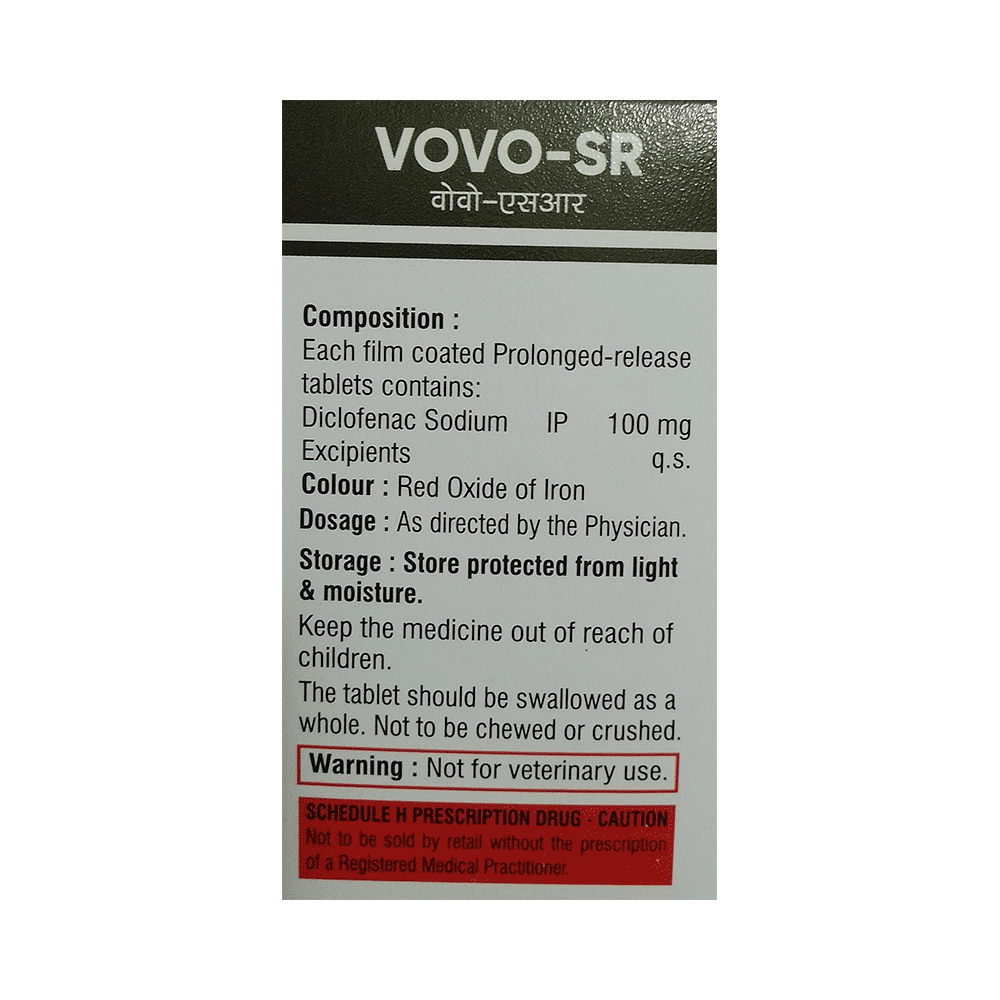 VOVO-SR
वोवो-एसआर
Composition :
Each film coated Prolonged-release
tablets contains:
Diclofenac Sodium IP 100 mg
Excipients q.s.
Colour : Red Oxide of Iron
Dosage : As directed by the Physician.
Storage : Store protected from light
& moisture.
Keep the medicine out of reach of
children.
The tablet should be swallowed as a
whole. Not to be chewed or crushed.
Warning : Not for veterinary use.
SCHEDULE H PRESCRIPTION DRUG - CAUTION
Not to be sold by retail without the prescription
of a Registered Medical Practitioner.